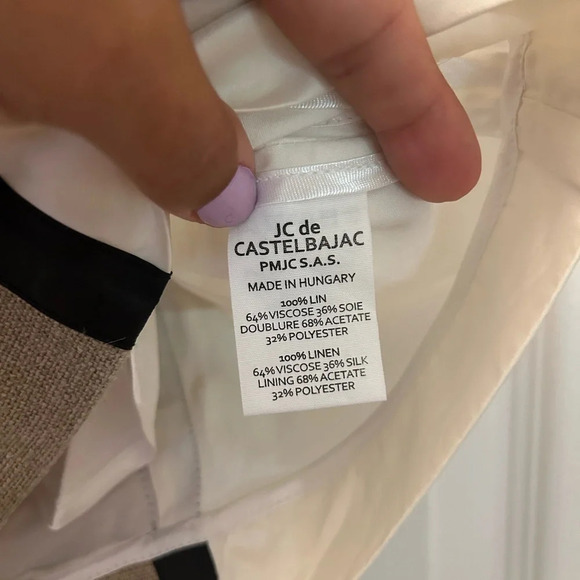 JC de
CASTELBAJAC
PMJC S.A.S.
MADE IN HUNGARY
100% LIN
64% VISCOSE 36% SOIE
DOUBLURE 68% ACETATE
32% POLYESTER
100% LINEN
64% VISCOSE 36% SILK
LINING 68% ACETATE
32% POLYESTER